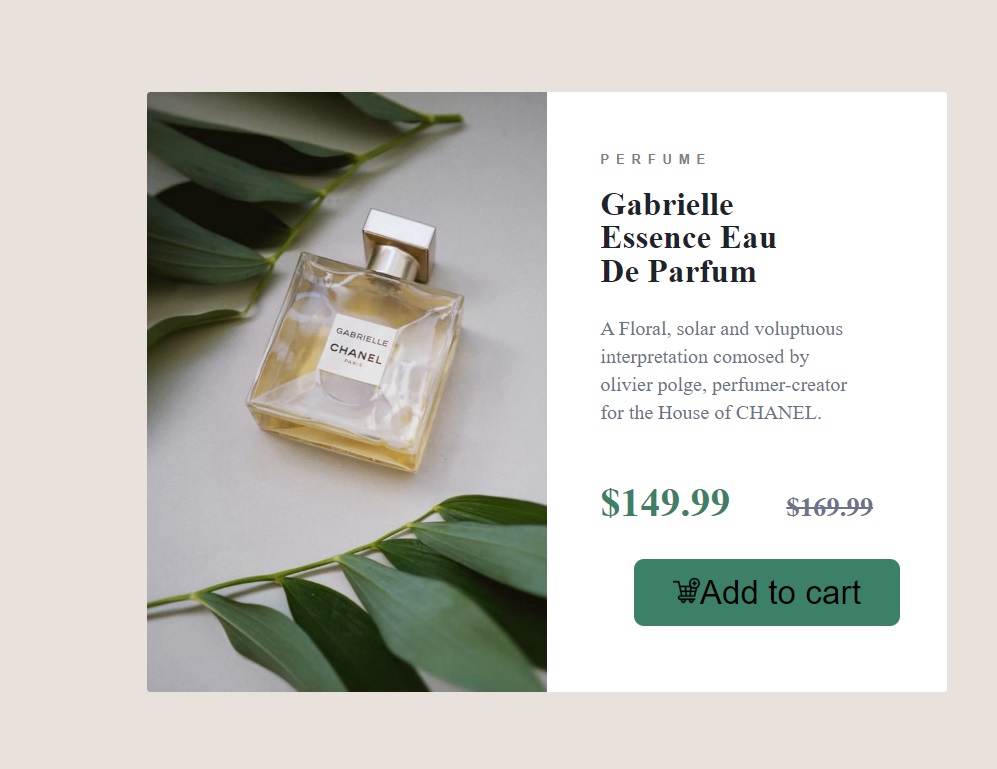 PERFUME
Gabrielle
Essence Eau
De Parfum
A Floral, solar and voluptuous
interpretation comosed by
olivier polge, perfumer-creator
for the House of CHANEL.
$149.99 $169.99
Add to cart
GABRIELLE
CHANEL
PARIS